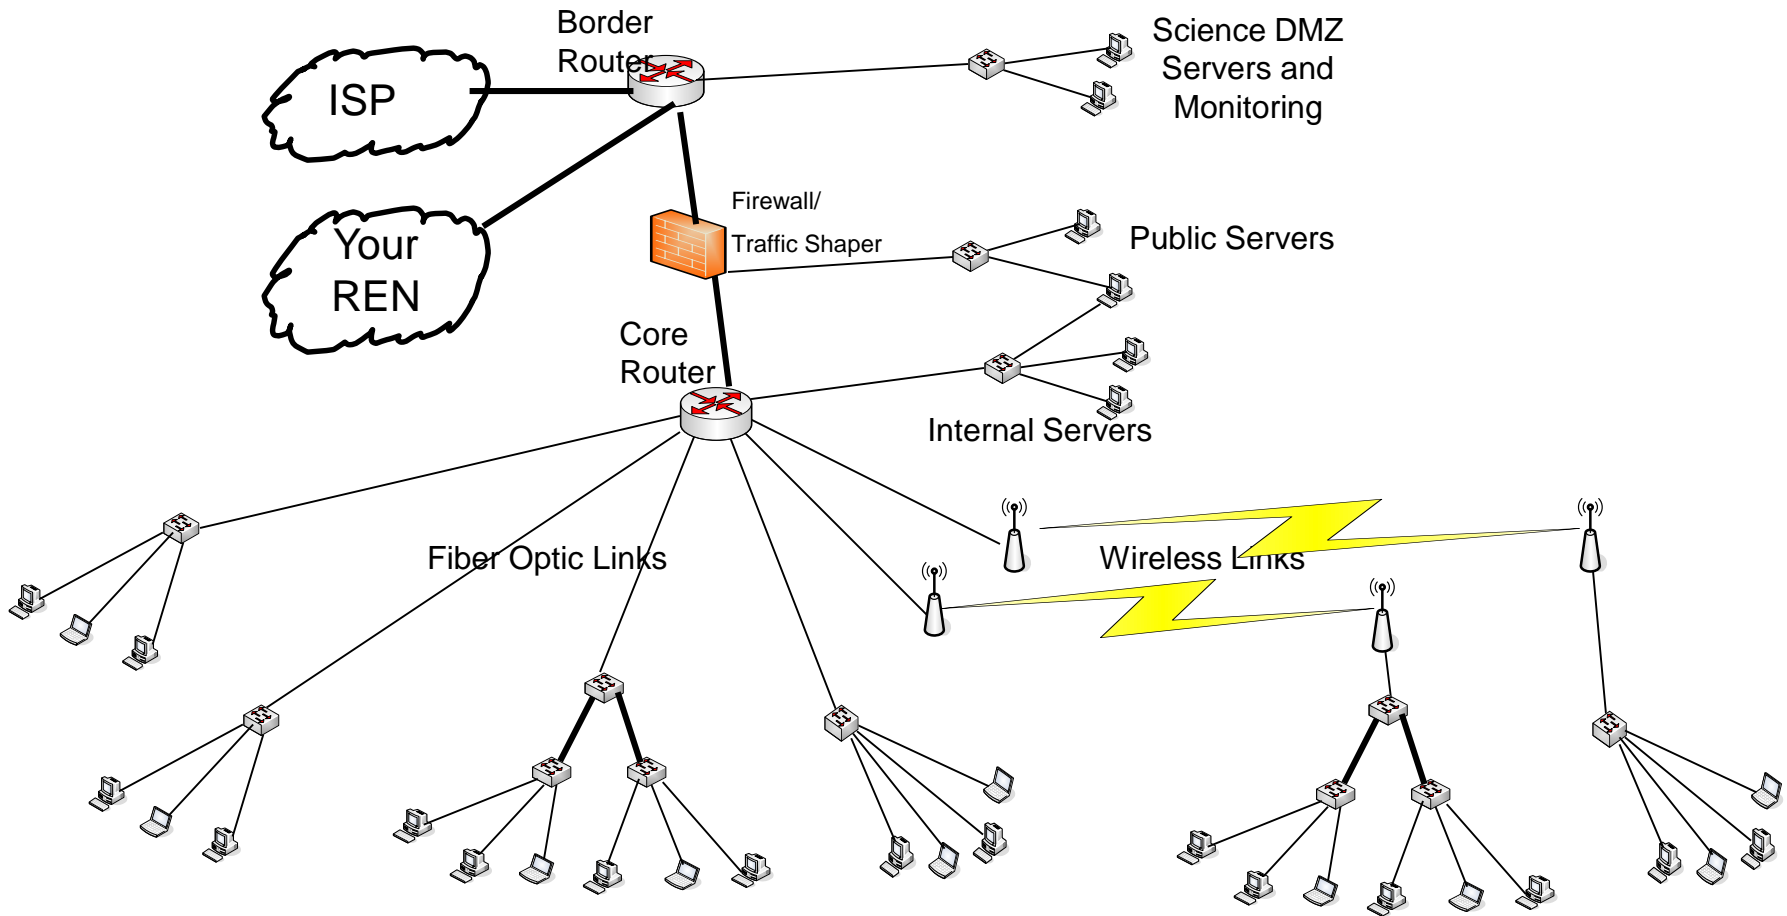 Border
Router
Science DMZ
Servers and
Monitoring
ISP
Firewall/
Traffic Shaper
Public Servers
Your
REN
Core
Router
Internal Servers
Fiber Optic Links
Wireless Links